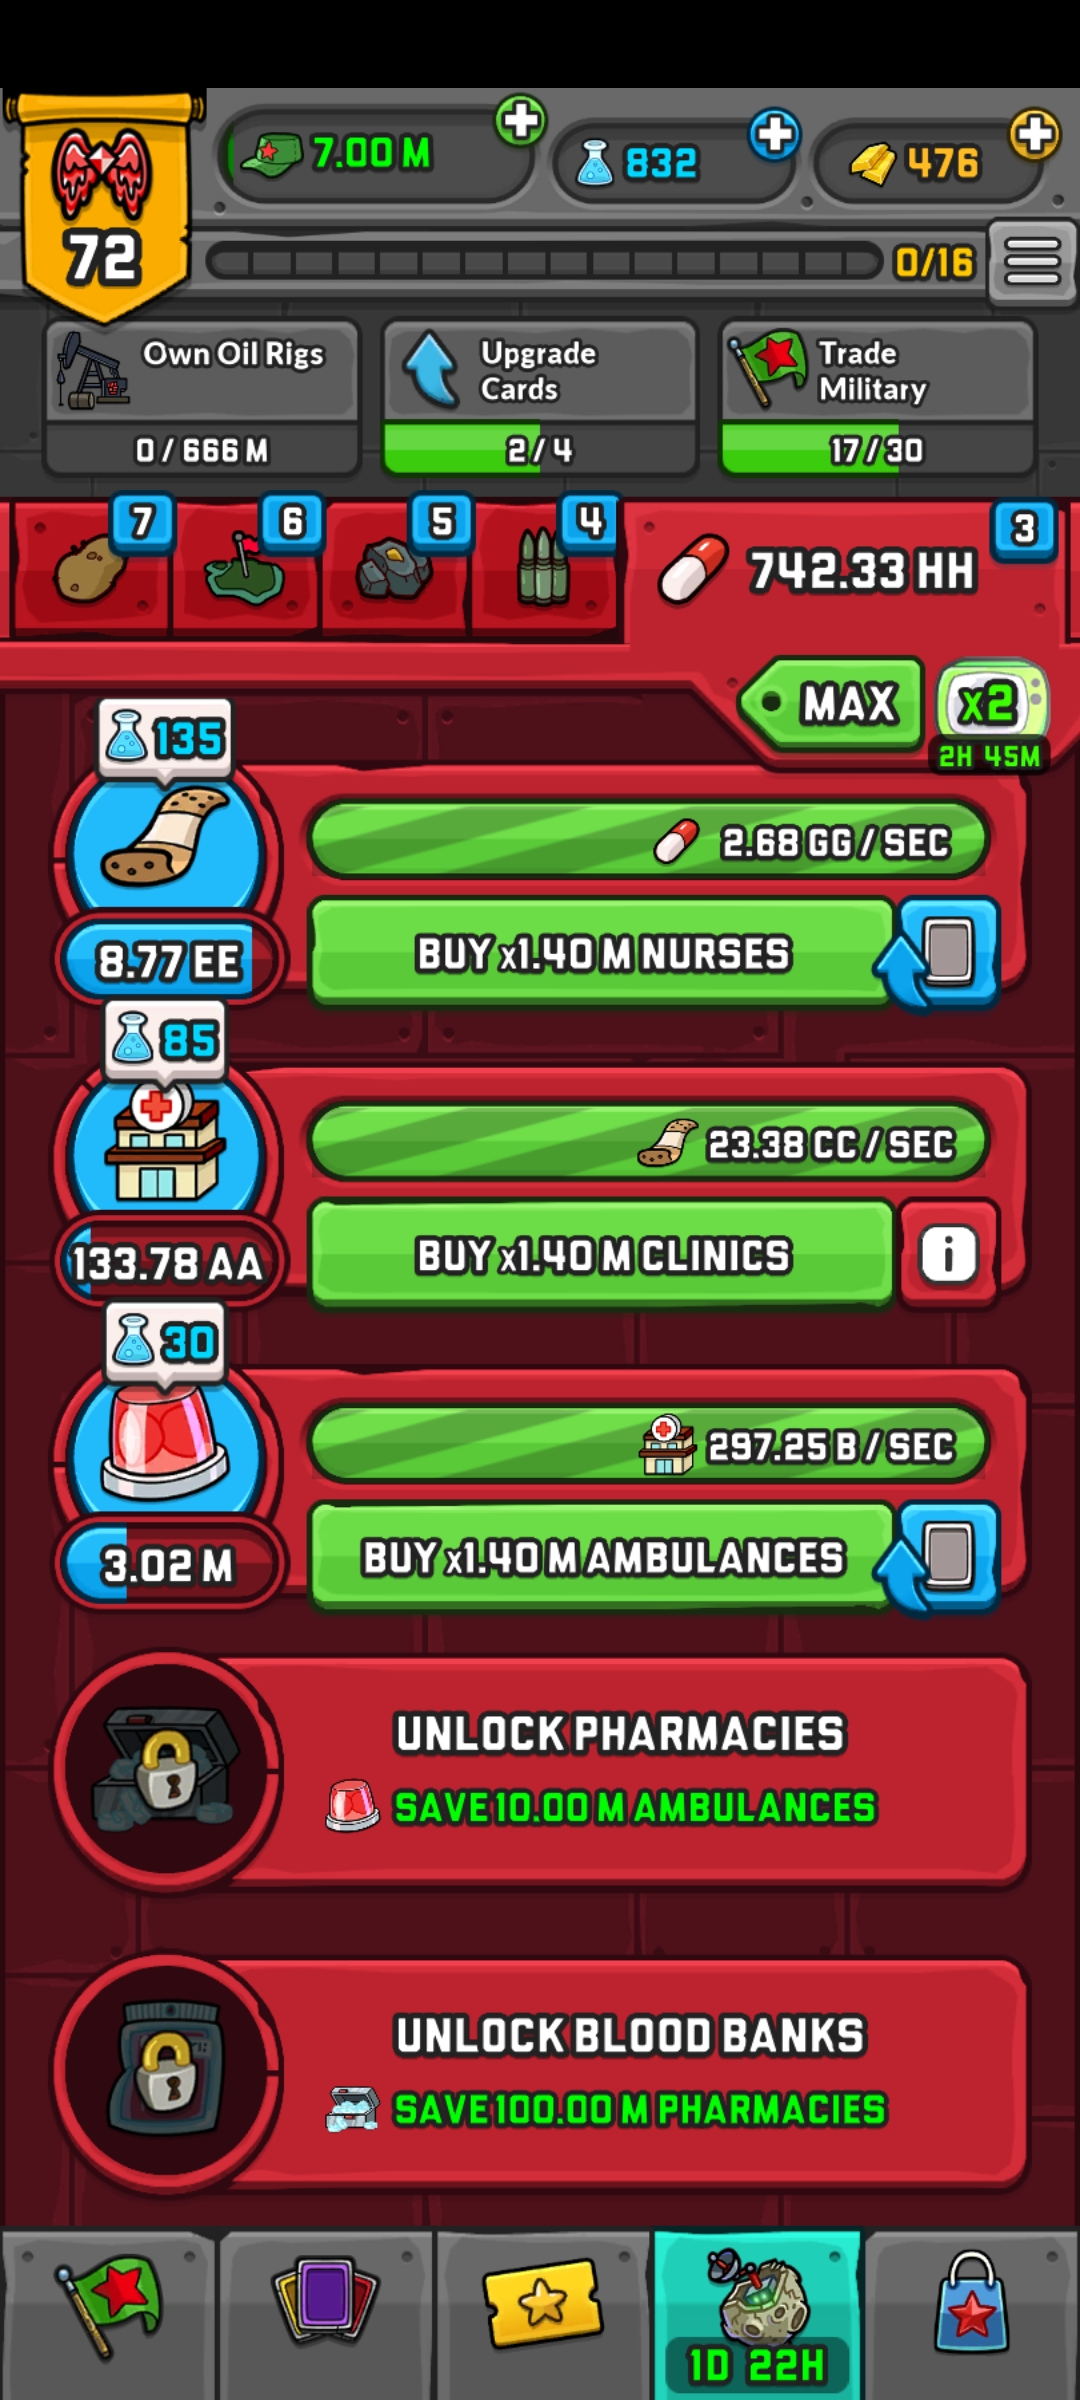 72
7.00 M
832
476
0/16
Own Oil Rigs
0 / 666 M
Upgrade
Cards
2 / 4
Trade
Military
17 / 30
7
6
5
4
742.33 HH
3
MAX
x2
2H 45M
135
2.68 GG / SEC
8.77 EE
BUY x1.40 M NURSES
85
23.38 CC / SEC
133.78 AA
BUY x1.40 M CLINICS
i
30
297.25 B / SEC
3.02 M
BUY x1.40 M AMBULANCES
UNLOCK PHARMACIES
SAVE 10.00 M AMBULANCES
UNLOCK BLOOD BANKS
SAVE 100.00 M PHARMACIES
1D 22H